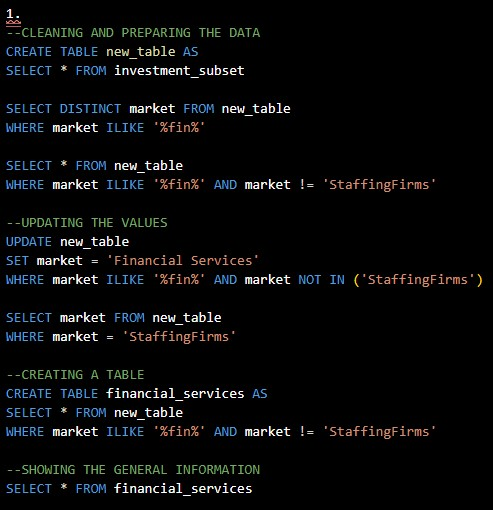 1.
--CLEANING AND PREPARING THE DATA
CREATE TABLE new_table AS
SELECT * FROM investment_subset
SELECT DISTINCT market FROM new_table
WHERE market ILIKE '%fin%'
SELECT * FROM new_table
WHERE market ILIKE '%fin%' AND market != 'StaffingFirms'
--UPDATING THE VALUES
UPDATE new_table
SET market = 'Financial Services'
WHERE market ILIKE '%fin%' AND market NOT IN ('StaffingFirms')
SELECT market FROM new_table
WHERE market = 'StaffingFirms'
--CREATING A TABLE
CREATE TABLE financial_services AS
SELECT * FROM new_table
WHERE market ILIKE '%fin%' AND market != 'StaffingFirms'
--SHOWING THE GENERAL INFORMATION
SELECT * FROM financial_services